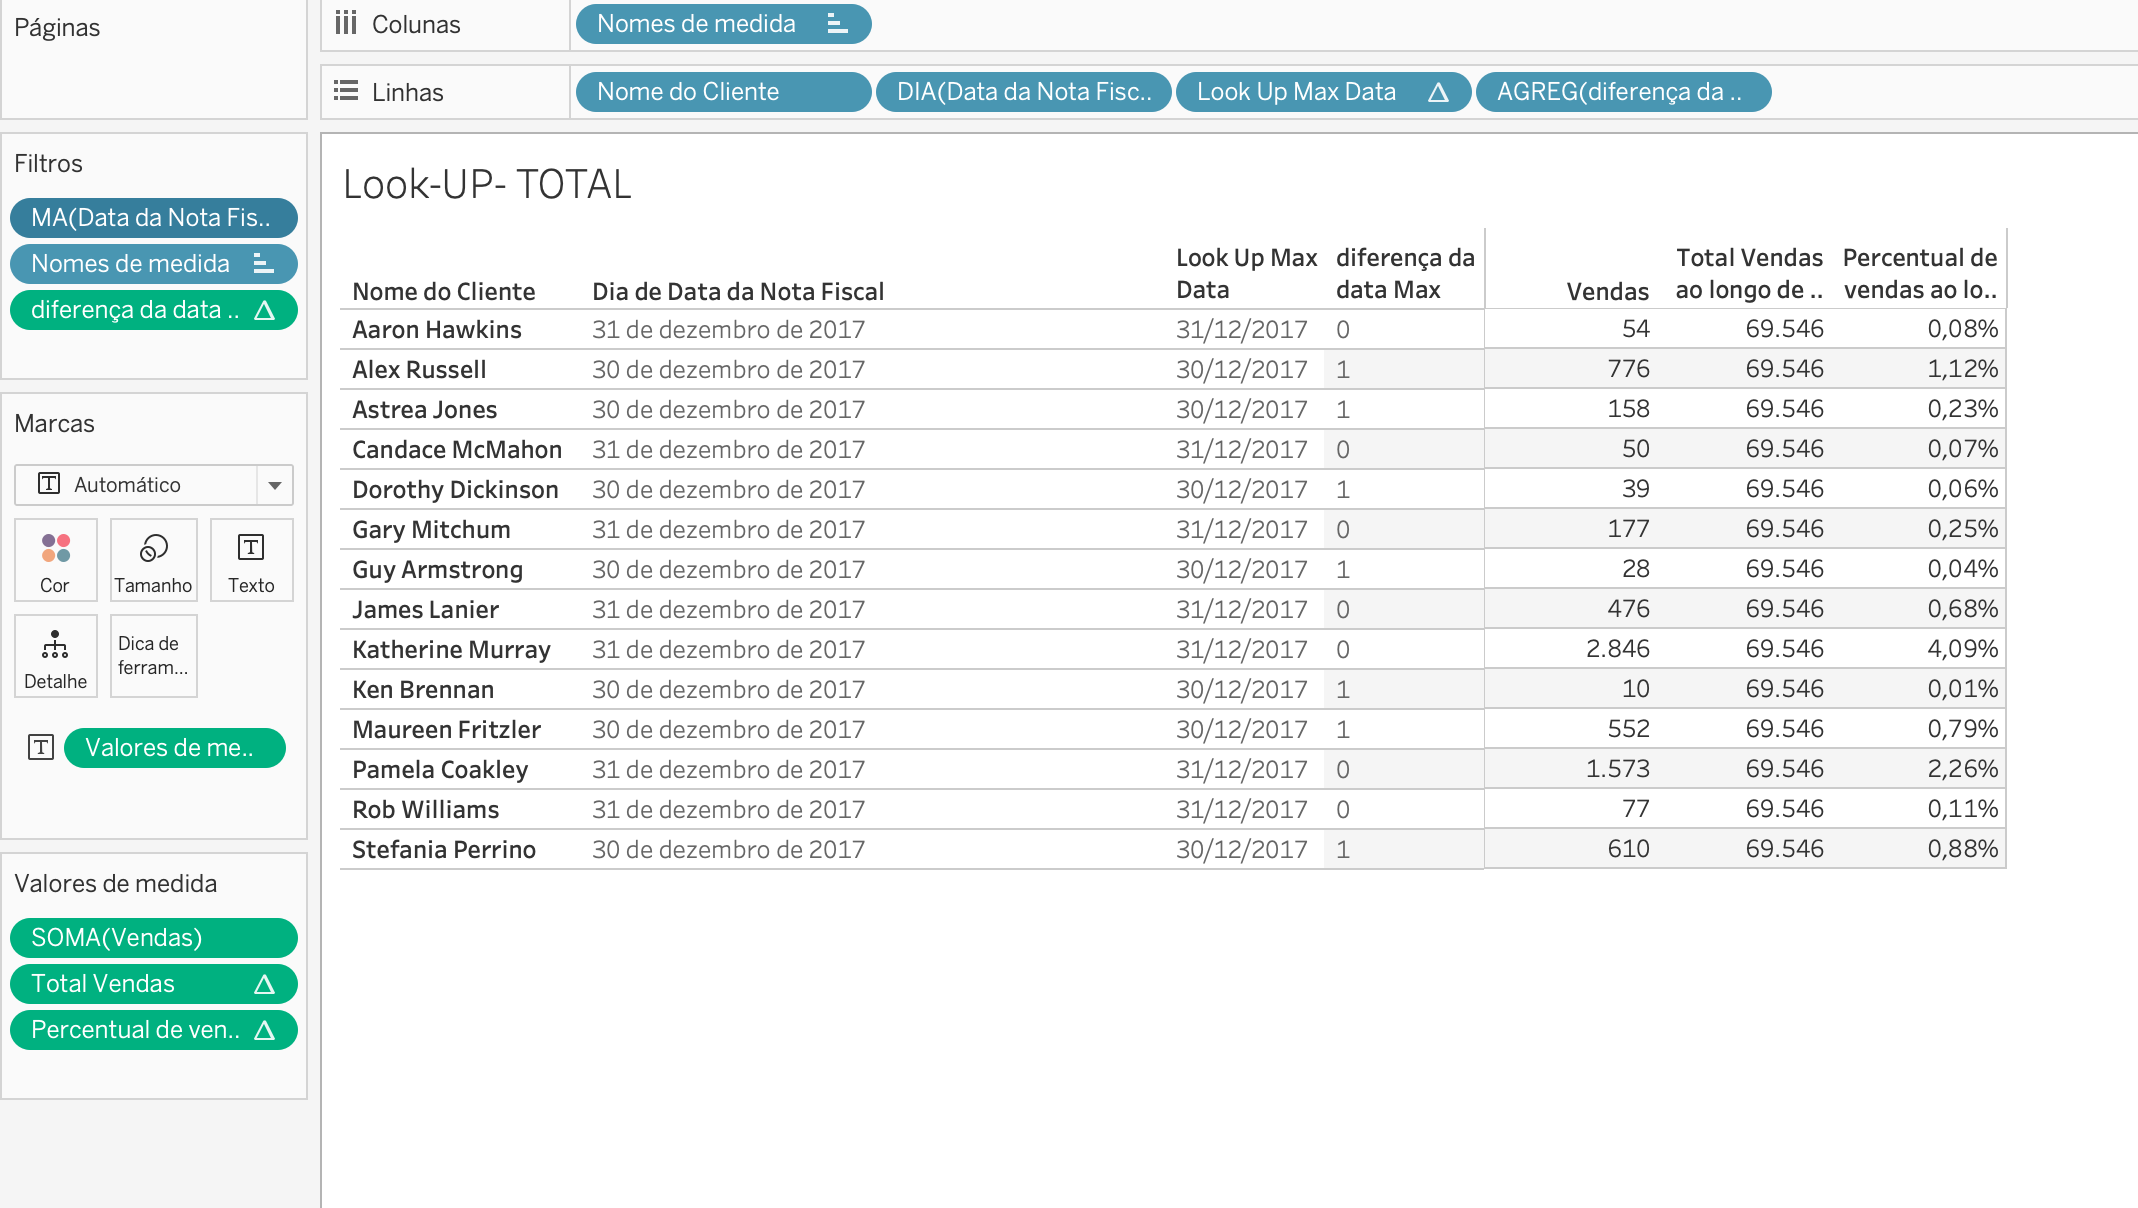 Páginas
Colunas
Nomes de medida
Linhas
Nome do Cliente
DIA(Data da Nota Fisc..
Look Up Max Data
AGREG(diferença da ..
Filtros
MA(Data da Nota Fis..
Nomes de medida
diferença da data ..
Marcas
T Automático
Cor
Tamanho
T
Texto
Detalhe
Dica de
ferram...
T Valores de me..
Valores de medida
SOMA(Vendas)
Total Vendas
Percentual de ven..
Look-UP- TOTAL
Look Up Max diferença da Total Vendas Percentual de
Nome do Cliente Dia de Data da Nota Fiscal Data data Max Vendas ao longo de .. vendas ao lo..
Aaron Hawkins 31 de dezembro de 2017 31/12/2017 0 54 69.546 0,08%
Alex Russell 30 de dezembro de 2017 30/12/2017 1 776 69.546 1,12%
Astrea Jones 30 de dezembro de 2017 30/12/2017 1 158 69.546 0,23%
Candace McMahon 31 de dezembro de 2017 31/12/2017 0 50 69.546 0,07%
Dorothy Dickinson 30 de dezembro de 2017 30/12/2017 1 39 69.546 0,06%
Gary Mitchum 31 de dezembro de 2017 31/12/2017 0 177 69.546 0,25%
Guy Armstrong 30 de dezembro de 2017 30/12/2017 1 28 69.546 0,04%
James Lanier 31 de dezembro de 2017 31/12/2017 0 476 69.546 0,68%
Katherine Murray 31 de dezembro de 2017 31/12/2017 0 2.846 69.546 4,09%
Ken Brennan 30 de dezembro de 2017 30/12/2017 1 10 69.546 0,01%
Maureen Fritzler 30 de dezembro de 2017 30/12/2017 1 552 69.546 0,79%
Pamela Coakley 31 de dezembro de 2017 31/12/2017 0 1.573 69.546 2,26%
Rob Williams 31 de dezembro de 2017 31/12/2017 0 77 69.546 0,11%
Stefania Perrino 30 de dezembro de 2017 30/12/2017 1 610 69.546 0,88%